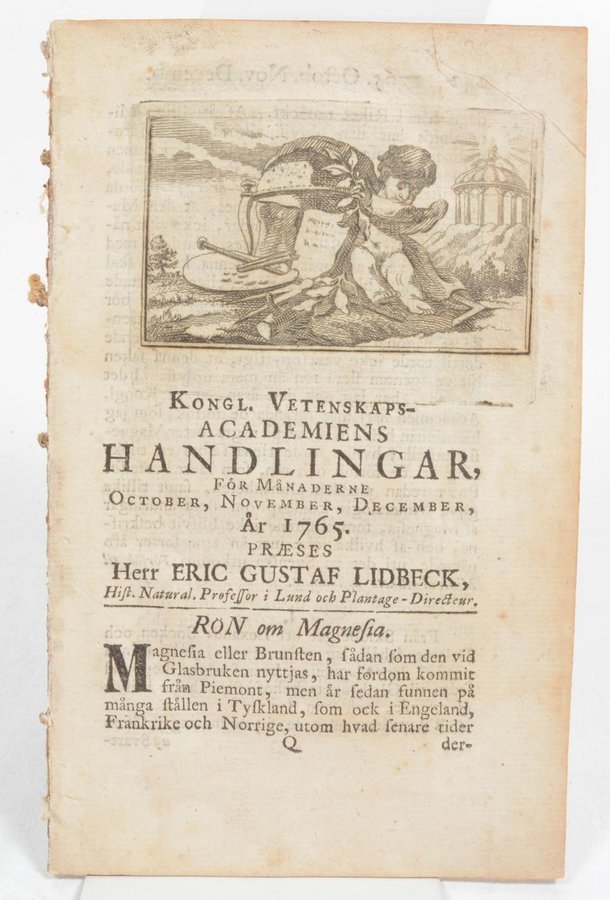 KONGL. VETENSKAPS-
ACADEMIENS
HANDLINGAR,
FÖR MÅNADERNE
OCTOBER, NOVEMBER, DECEMBER,
År 1765.
PRÆSES
Herr ERIC GUSTAF LIDBECK,
Hiſt. Natural. Profeſſor i Lund och Plantage-Directeur.
RÖN om Magneſia.
Magneſia eller Brunſten, ſådan ſom den vid
Glasbruken nyttjas, har fördom kommit
från Piemont, men är ſedan funnen på
många ſtällen i Tyſkland, ſom ock i Engeland,
Frankrike och Norrige, utom hvad ſenare tider
Q
der-